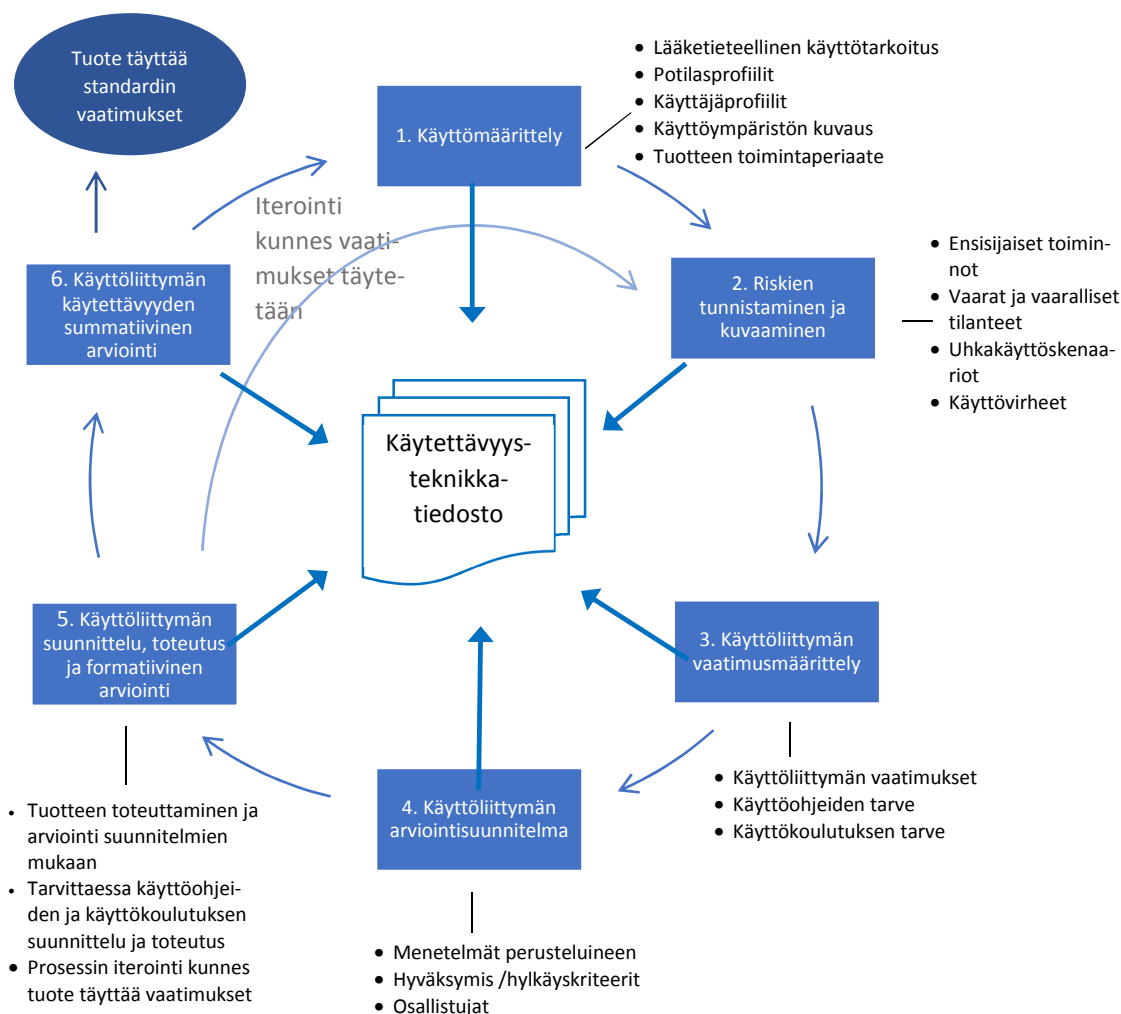 Tuote täyttää
standardin
vaatimukset
1. Käyttömäärittely
• Lääketieteellinen käyttötarkoitus
• Potilasprofiilit
• Käyttäjäprofiilit
• Käyttöympäristön kuvaus
• Tuotteen toimintaperiaate
Iterointi
kunnes vaati-
mukset täyte-
tään
2. Riskien
tunnistaminen ja
kuvaaminen
• Ensisijaiset toimin-
not
• Vaarat ja vaaralliset
tilanteet
• Uhkakäyttöskenaa-
riot
• Käyttövirheet
6. Käyttöliittymän
käytettävyyden
summatiivinen
arviointi
Käytettävyys-
teknikka-
tiedosto
3. Käyttöliittymän
vaatimusmäärittely
• Käyttöliittymän vaatimukset
• Käyttöohjeiden tarve
• Käyttökoulutuksen tarve
4. Käyttöliittymän
arviointisuunnitelma
• Menetelmät perusteluineen
• Hyväksymis /hylkäyskriteerit
• Osallistujat
5. Käyttöliittymän
suunnittelu, toteutus
ja formatiivinen
arviointi
• Tuotteen toteuttaminen ja
arviointi suunnitelmien
mukaan
• Tarvittaessa käyttöohjei-
den ja käyttökoulutuksen
suunnittelu ja toteutus
• Prosessin iterointi kunnes
tuote täyttää vaatimukset